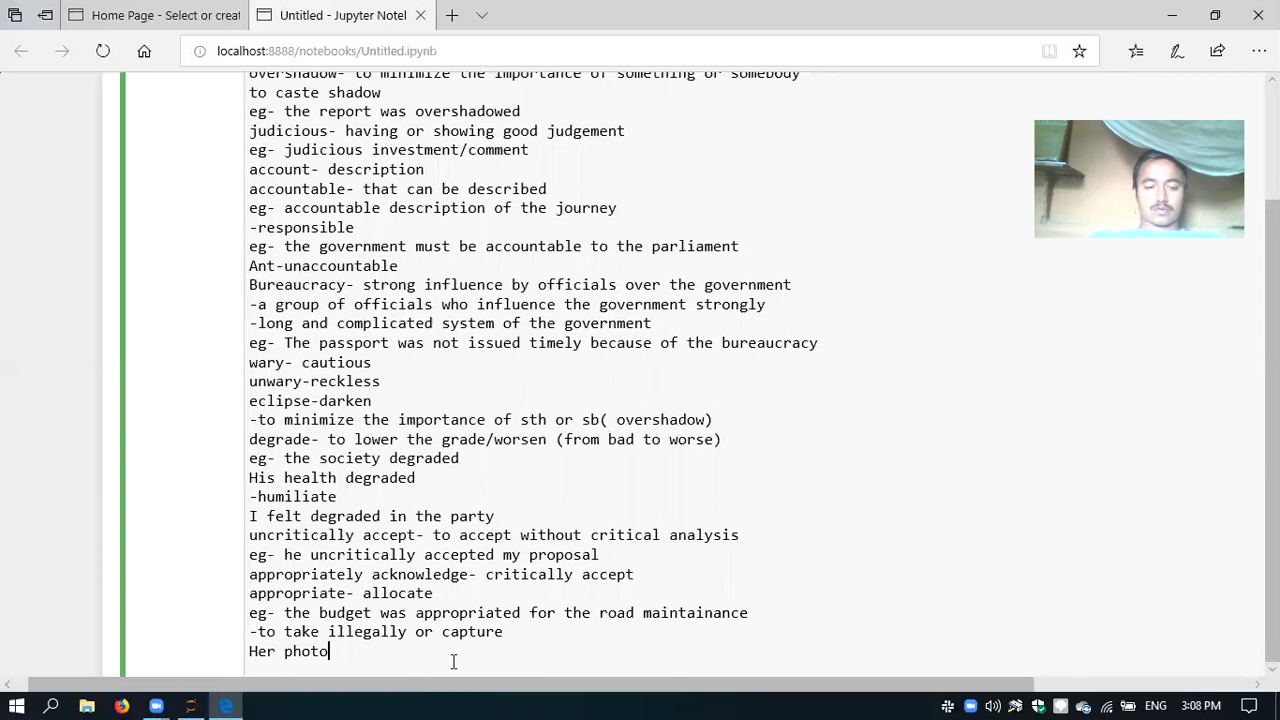 Home Page - Select or creat
Untitled - Jupyter Notel
localhost:8888/notebooks/Untitled.ipynb
overshadow- to minimize the importance of something or somebody
to caste shadow
eg- the report was overshadowed
judicious- having or showing good judgement
eg- judicious investment/comment
account- description
accountable- that can be described
eg- accountable description of the journey
-responsible
eg- the government must be accountable to the parliament
Ant-unaccountable
Bureaucracy- strong influence by officials over the government
-a group of officials who influence the government strongly
-long and complicated system of the government
eg- The passport was not issued timely because of the bureaucracy
wary- cautious
unwary-reckless
eclipse-darken
-to minimize the importance of sth or sb( overshadow)
degrade- to lower the grade/worsen (from bad to worse)
eg- the society degraded
His health degraded
-humiliate
I felt degraded in the party
uncritically accept- to accept without critical analysis
eg- he uncritically accepted my proposal
appropriately acknowledge- critically accept
appropriate- allocate
eg- the budget was appropriated for the road maintainance
-to take illegally or capture
Her photo
ENG
3:08 PM